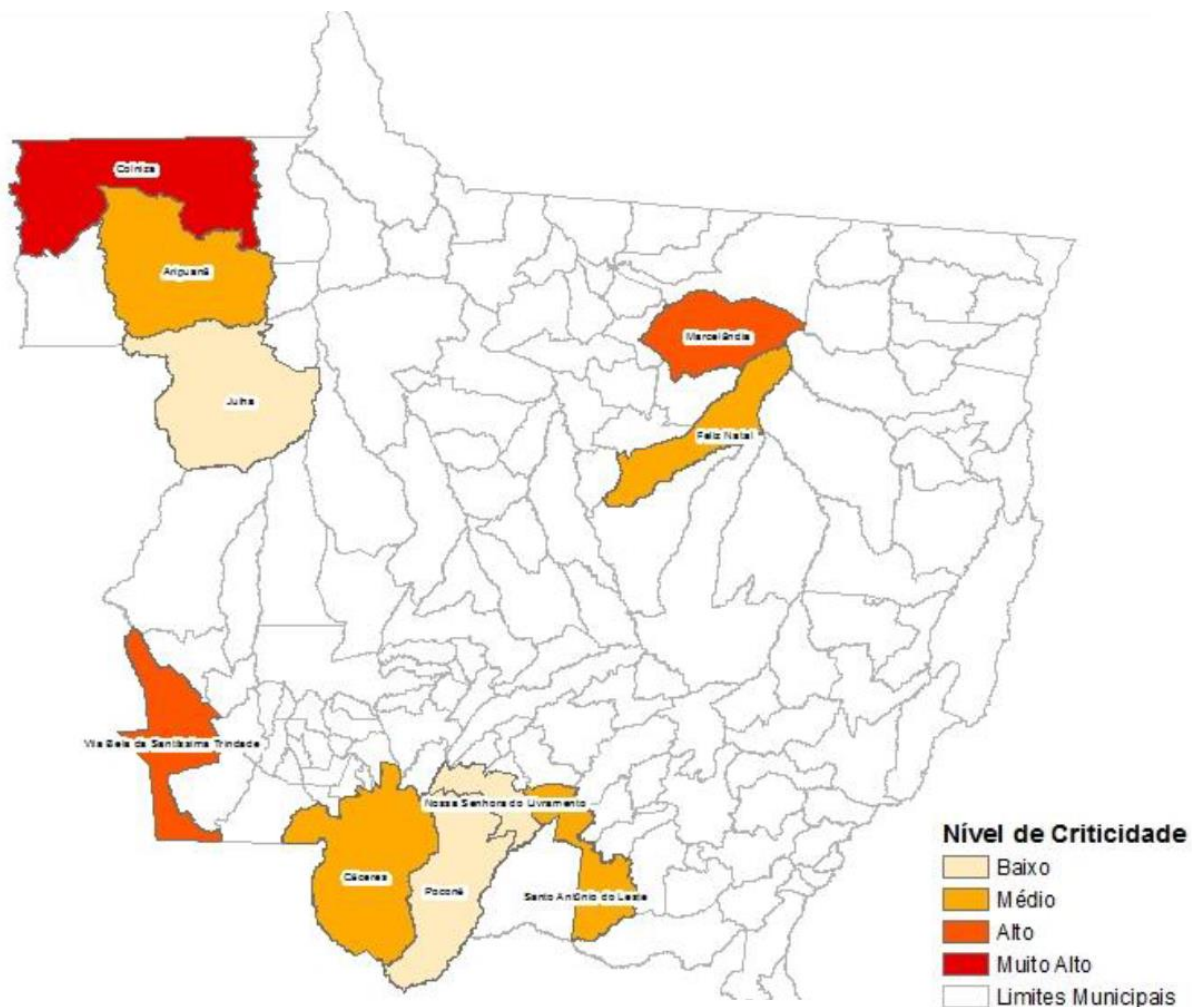 Colniza
Aripuanã
Marcelândia
Juína
Feliz Natal
Vila Bela da Santíssima Trindade
Nossa Senhora do Livramento
Cáceres
Poconé
Santo Antônio do Leste
Nível de Criticidade
Baixo
Médio
Alto
Muito Alto
Limites Municipais